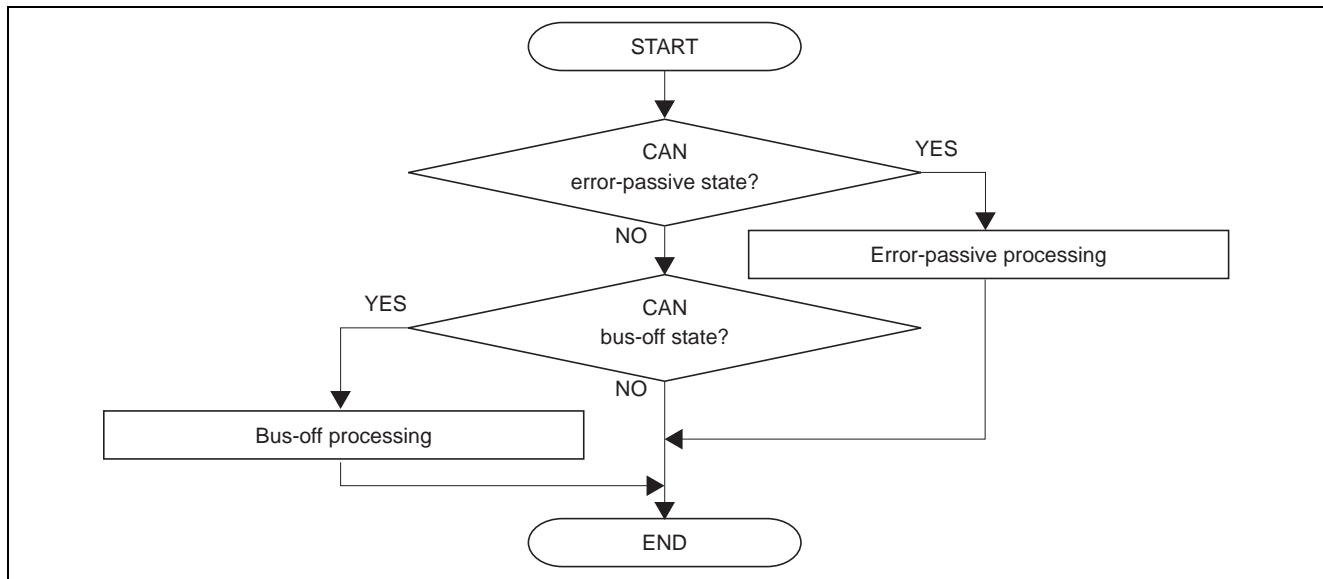 START
CAN
error-passive state?
YES
NO
Error-passive processing
YES
CAN
bus-off state?
NO
Bus-off processing
END